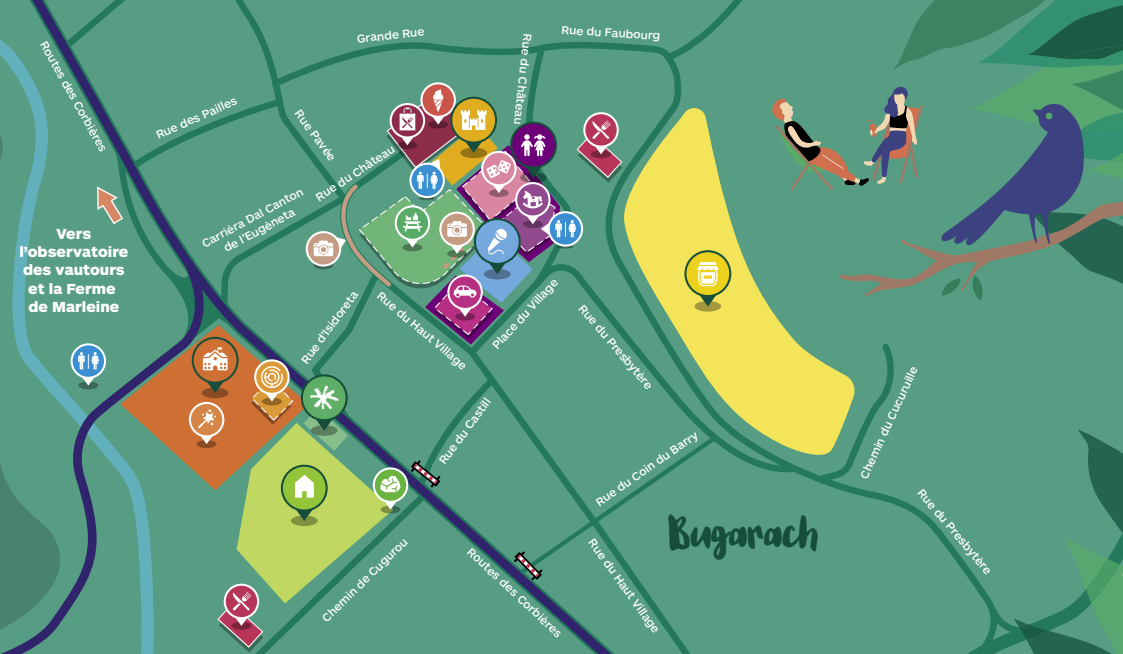 Grande Rue
Rue du Faubourg
Routes des Corbières
Rue du Château
Rue des Pailles
Rue Pavée
Rue du Château
Carriéra Dal Canton
de l'Eugèneta
Vers
l'observatoire
des vautours
et la Ferme
de Marleine
Rue d'Isidoreta
Rue du Haut Village
Place du Village
Rue du Presbytère
Rue du Castill
Chemin du Cucurulle
Rue du Coin du Barry
Bugarach
Rue du Presbytère
Chemin de Cugurou
Routes des Corbières
Rue du Haut Village